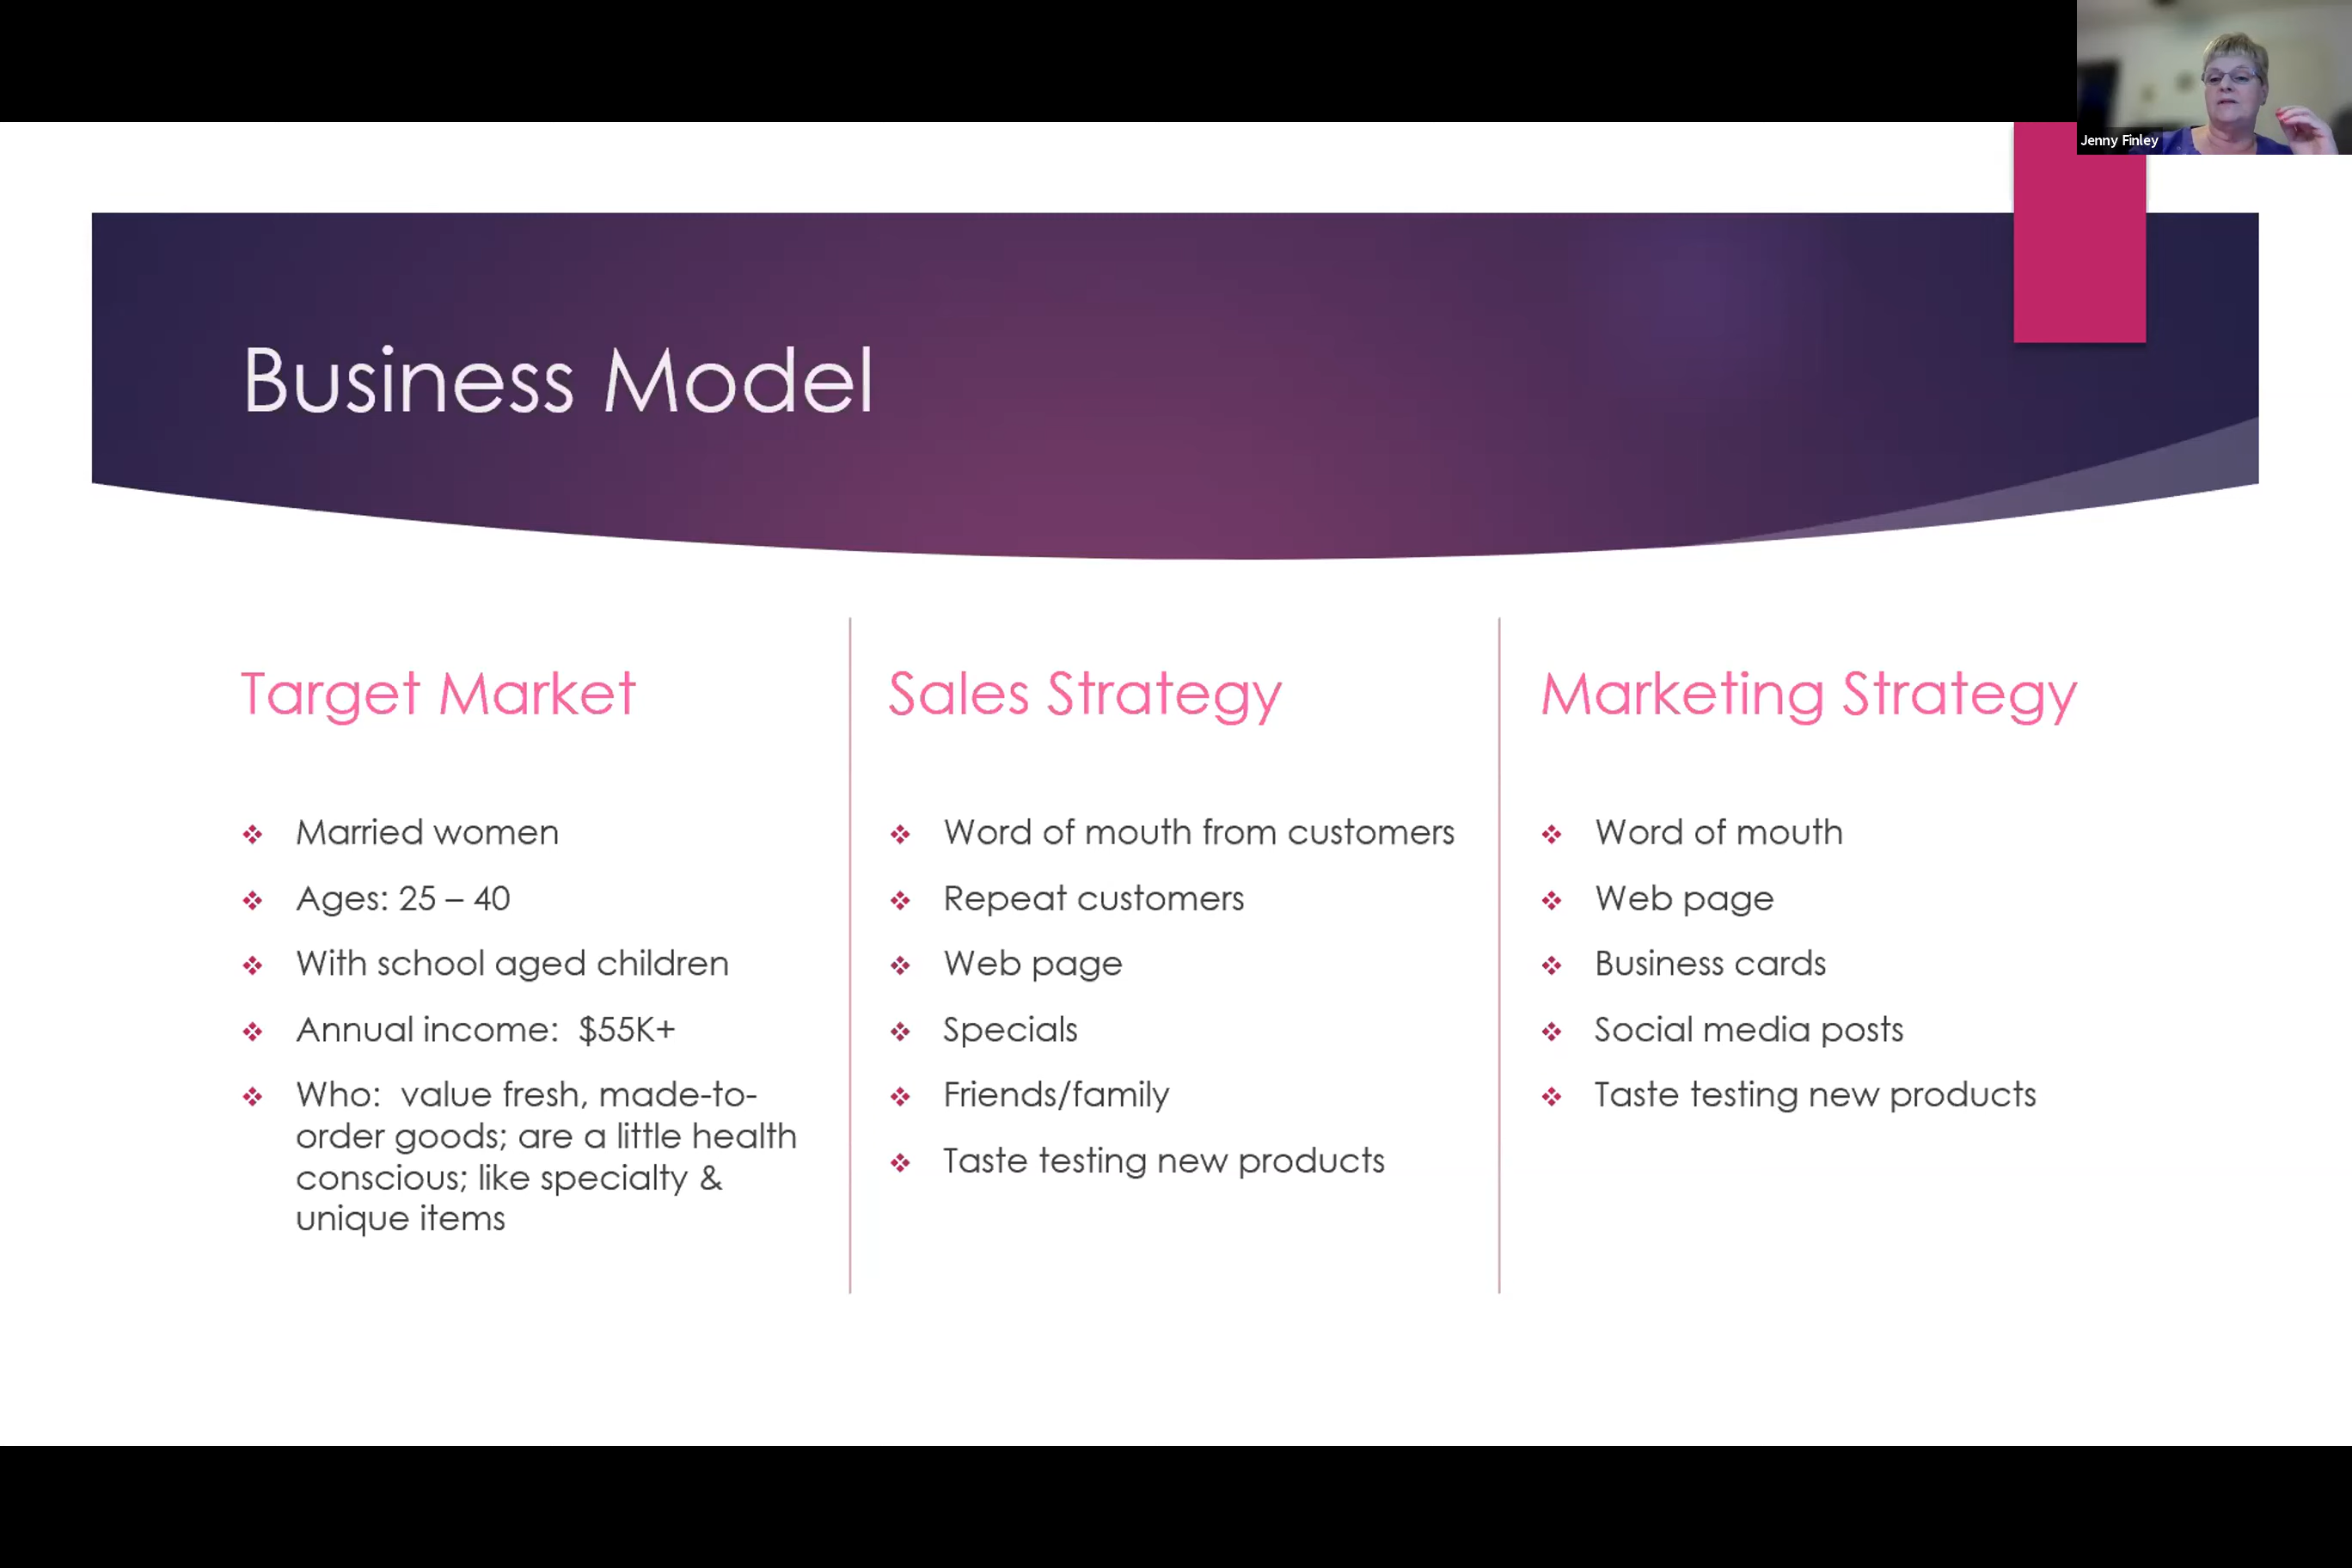 Jenny Finley
Business Model
Target Market
Married women
Ages: 25 – 40
With school aged children
Annual income:  $55K+
Who:  value fresh, made-to-
order goods; are a little health
conscious; like specialty &
unique items
Sales Strategy
Word of mouth from customers
Repeat customers
Web page
Specials
Friends/family
Taste testing new products
Marketing Strategy
Word of mouth
Web page
Business cards
Social media posts
Taste testing new products